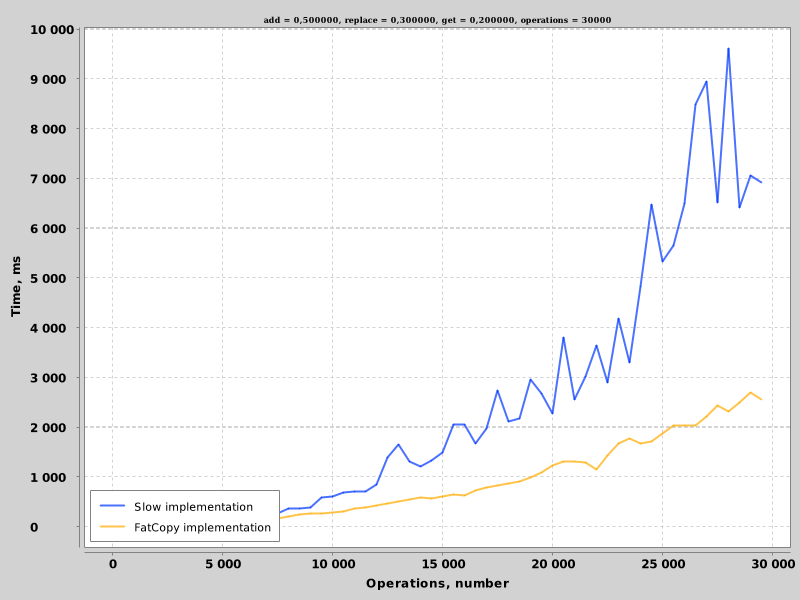 add = 0,500000, replace = 0,300000, get = 0,200000, operations = 30000
10 000
9 000
8 000
7 000
6 000
5 000
4 000
3 000
2 000
1 000
0
Time, ms
Slow implementation
FatCopy implementation
0 5 000 10 000 15 000 20 000 25 000 30 000
Operations, number